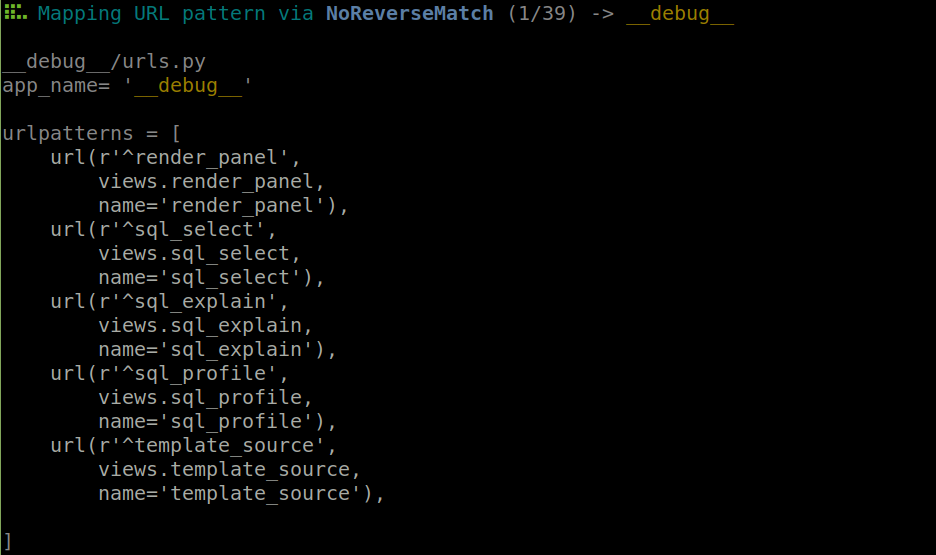 Mapping URL pattern via NoReverseMatch (1/39) -> __debug__
__debug__/urls.py
app_name= '__debug__'
urlpatterns = [
    url(r'^render_panel',
        views.render_panel,
        name='render_panel'),
    url(r'^sql_select',
        views.sql_select,
        name='sql_select'),
    url(r'^sql_explain',
        views.sql_explain,
        name='sql_explain'),
    url(r'^sql_profile',
        views.sql_profile,
        name='sql_profile'),
    url(r'^template_source',
        views.template_source,
        name='template_source'),
]